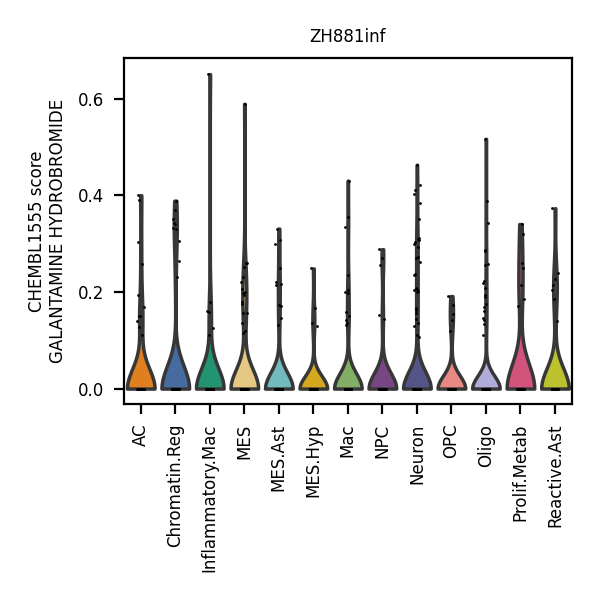 ZH881inf
CHEMBL1555 score
GALANTAMINE HYDROBROMIDE
0.6
0.4
0.2
0.0
AC
Chromatin.Reg
Inflammatory.Mac
MES
MES.Ast
MES.Hyp
Mac
NPC
Neuron
OPC
Oligo
Prolif.Metab
Reactive.Ast